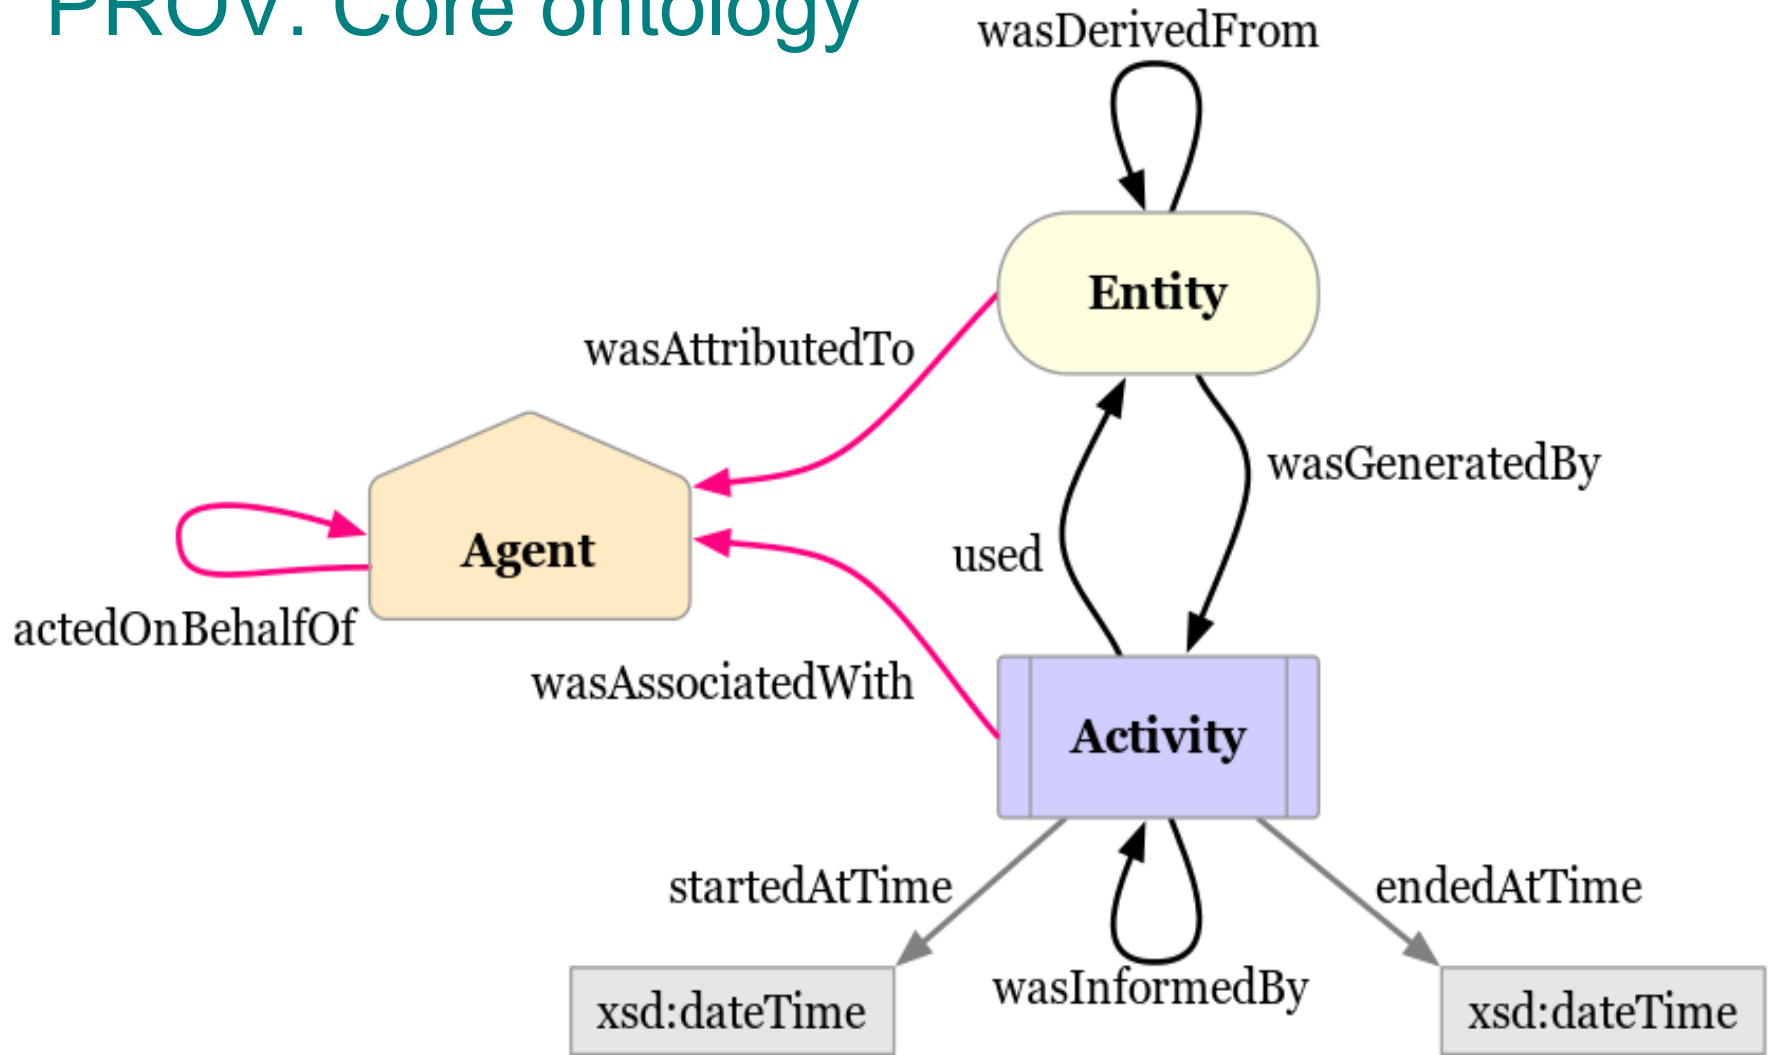 PROV: Core ontology
wasDerivedFrom
Entity
wasAttributedTo
wasGeneratedBy
used
Agent
actedOnBehalfOf
wasAssociatedWith
Activity
startedAtTime
endedAtTime
wasInformedBy
xsd:dateTime
xsd:dateTime